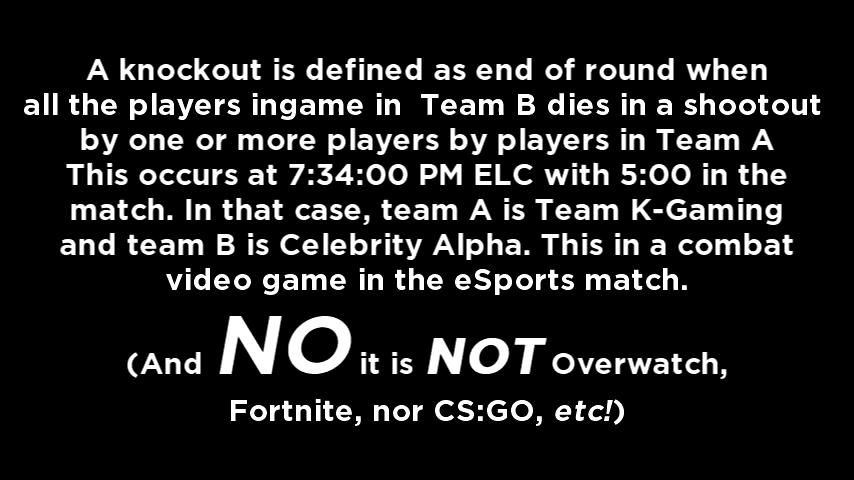 A knockout is defined as end of round when
all the players ingame in Team B dies in a shootout
by one or more players by players in Team A
This occurs at 7:34:00 PM ELC with 5:00 in the
match. In that case, team A is Team K-Gaming
and team B is Celebrity Alpha. This in a combat
video game in the eSports match.
(And NO it is NOT Overwatch,
Fortnite, nor CS:GO, etc!)